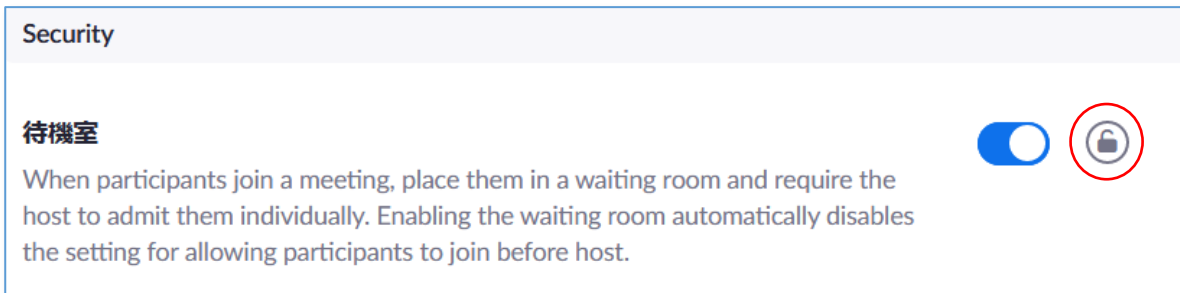 Security
待機室
When participants join a meeting, place them in a waiting room and require the
host to admit them individually. Enabling the waiting room automatically disables
the setting for allowing participants to join before host.